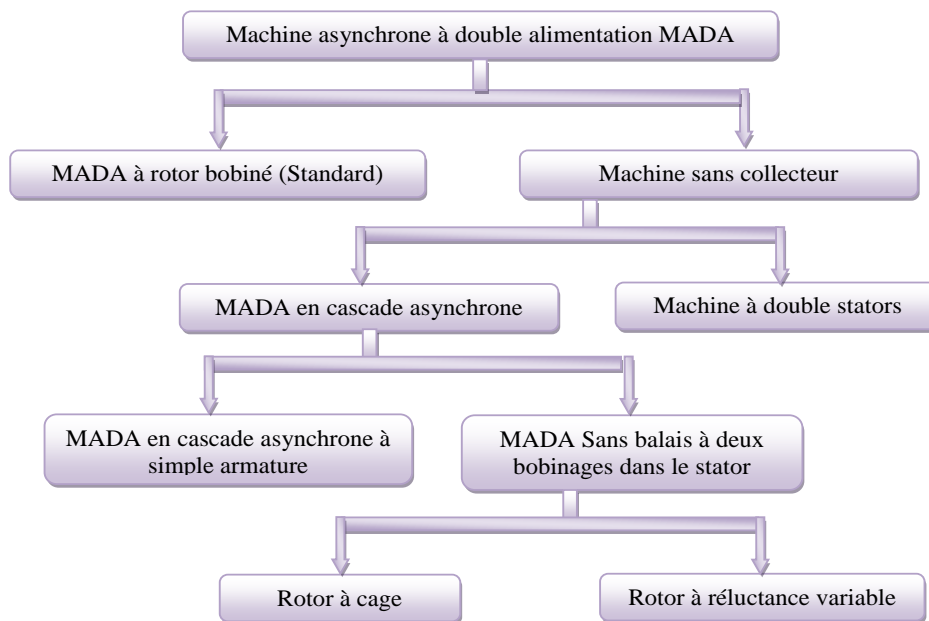 Machine asynchrone à double alimentation MADA
MADA à rotor bobiné (Standard)
Machine sans collecteur
MADA en cascade asynchrone
Machine à double stators
MADA en cascade asynchrone à
simple armature
MADA Sans balais à deux
bobinages dans le stator
Rotor à cage
Rotor à réluctance variable